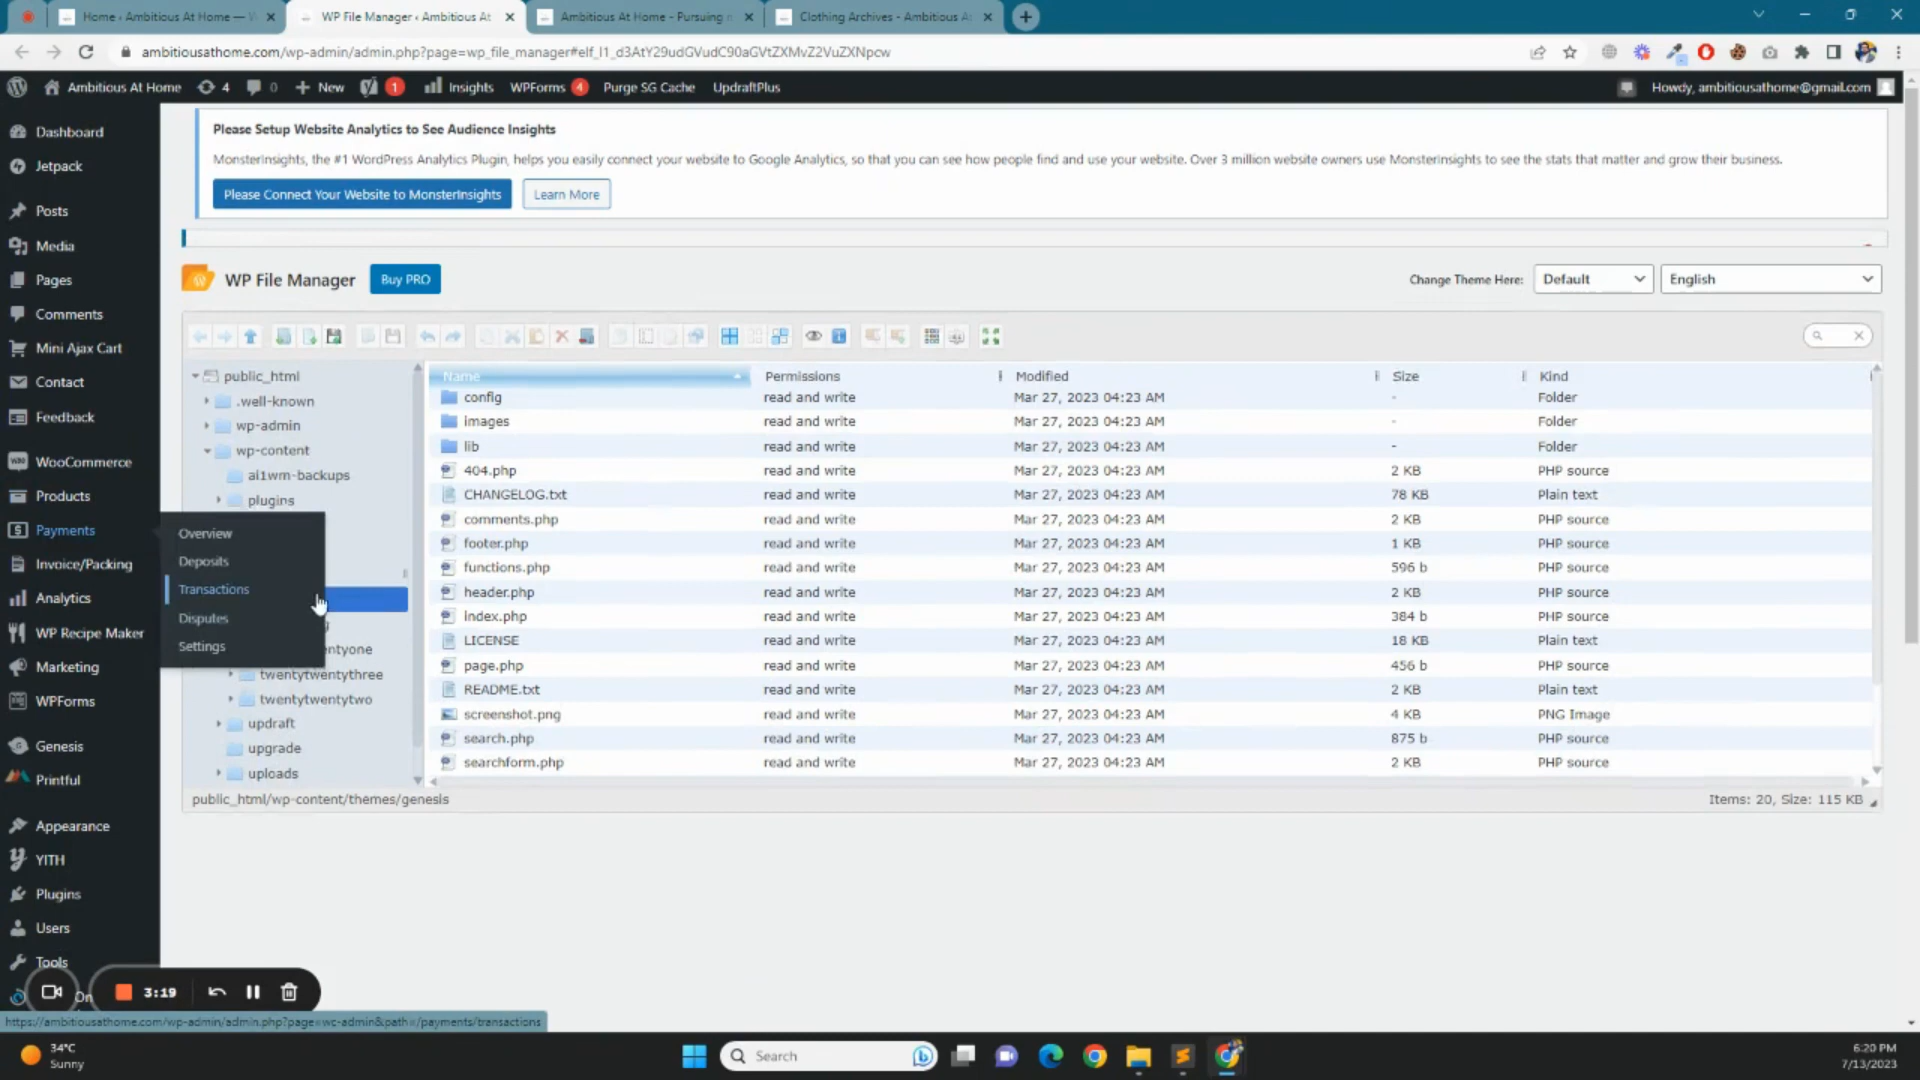 Home ‹ Ambitious At Home — V
WP File Manager ‹ Ambitious At
Ambitious At Home - Pursuing n
Clothing Archives - Ambitious A
ambitiousathome.com/wp-admin/admin.php?page=wp_file_manager#elf_l1_d3AtY29udGVudC90aGVtZXMvZ2VuZXNpcw
Ambitious At Home
4
0
New
1
Insights
WPForms
4
Purge SG Cache
UpdraftPlus
Howdy, ambitiousathome@gmail.com
Dashboard
Jetpack
Posts
Media
Pages
Comments
Mini Ajax Cart
Contact
Feedback
WooCommerce
Products
Payments
Invoice/Packing
Analytics
WP Recipe Maker
Marketing
WPForms
Genesis
Printful
Appearance
YITH
Plugins
Users
Tools
On
Overview
Deposits
Transactions
Disputes
Settings
Please Setup Website Analytics to See Audience Insights
MonsterInsights, the #1 WordPress Analytics Plugin, helps you easily connect your website to Google Analytics, so that you can see how people find and use your website. Over 3 million website owners use MonsterInsights to see the stats that matter and grow their business.
Please Connect Your Website to MonsterInsights
Learn More
WP File Manager
Buy PRO
Change Theme Here:
Default
English
public_html
.well-known
wp-admin
wp-content
ai1wm-backups
plugins
ntyone
twentytwentythree
twentytwentytwo
updraft
upgrade
uploads
Name Permissions Modified Size Kind
config read and write Mar 27, 2023 04:23 AM - Folder
images read and write Mar 27, 2023 04:23 AM - Folder
lib read and write Mar 27, 2023 04:23 AM - Folder
404.php read and write Mar 27, 2023 04:23 AM 2 KB PHP source
CHANGELOG.txt read and write Mar 27, 2023 04:23 AM 78 KB Plain text
comments.php read and write Mar 27, 2023 04:23 AM 2 KB PHP source
footer.php read and write Mar 27, 2023 04:23 AM 1 KB PHP source
functions.php read and write Mar 27, 2023 04:23 AM 596 b PHP source
header.php read and write Mar 27, 2023 04:23 AM 2 KB PHP source
index.php read and write Mar 27, 2023 04:23 AM 384 b PHP source
LICENSE read and write Mar 27, 2023 04:23 AM 18 KB Plain text
page.php read and write Mar 27, 2023 04:23 AM 456 b PHP source
README.txt read and write Mar 27, 2023 04:23 AM 2 KB Plain text
screenshot.png read and write Mar 27, 2023 04:23 AM 4 KB PNG Image
search.php read and write Mar 27, 2023 04:23 AM 875 b PHP source
searchform.php read and write Mar 27, 2023 04:23 AM 2 KB PHP source
public_html/wp-content/themes/genesis
Items: 20, Size: 115 KB
3:19
https://ambitiousathome.com/wp-admin/admin.php?page=wc-admin&path=/payments/transactions
34°C
Sunny
Search
6:20 PM
7/13/2023